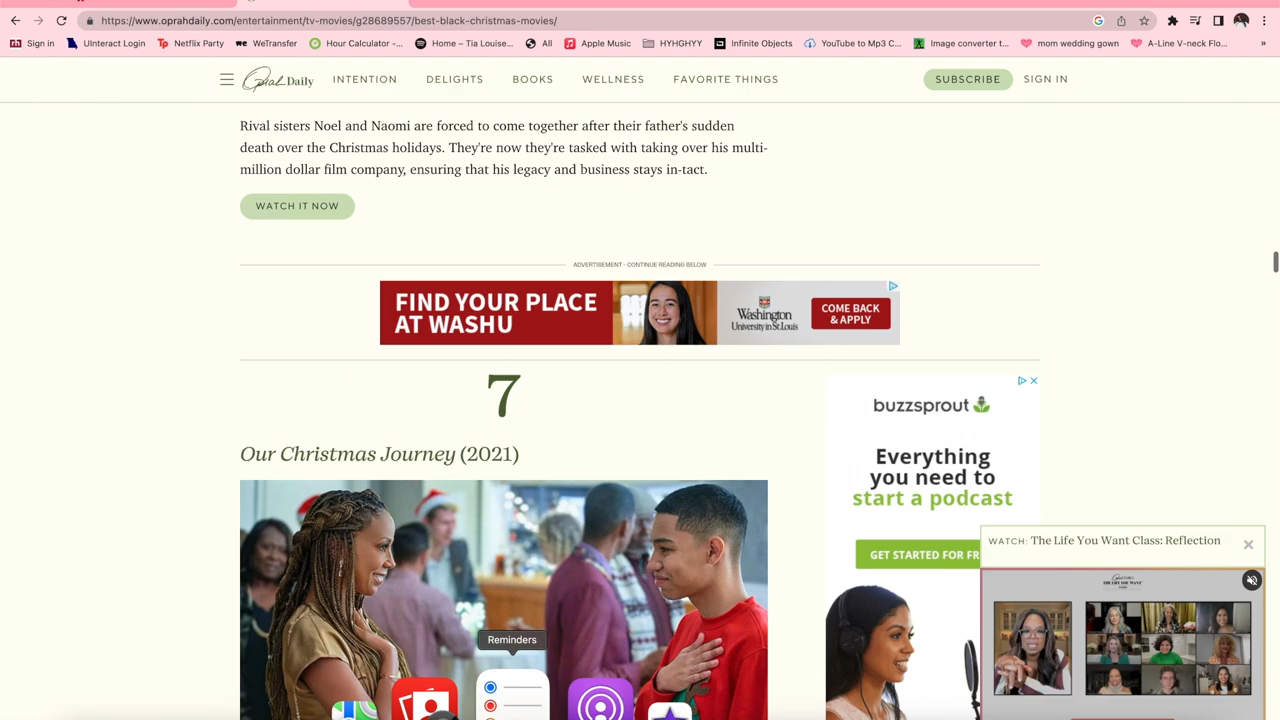 https://www.oprahdaily.com/entertainment/tv-movies/g28689557/best-black-christmas-movies/
Sign in
UInteract Login
Netflix Party
WeTransfer
Hour Calculator -...
Home – Tia Louise...
All
Apple Music
HYHGHYY
Infinite Objects
YouTube to Mp3 C...
Image converter t...
mom wedding gown
A-Line V-neck Flo...
»
Oprah Daily
INTENTION
DELIGHTS
BOOKS
WELLNESS
FAVORITE THINGS
SUBSCRIBE
SIGN IN
Rival sisters Noel and Naomi are forced to come together after their father's sudden
death over the Christmas holidays. They're now they're tasked with taking over his multi-
million dollar film company, ensuring that his legacy and business stays in-tact.
WATCH IT NOW
ADVERTISEMENT - CONTINUE READING BELOW
FIND YOUR PLACE
AT WASHU
Washington
University in St. Louis
COME BACK
& APPLY
7
Our Christmas Journey (2021)
buzzsprout
Everything
you need to
start a podcast
GET STARTED FOR FR
WATCH: The Life You Want Class: Reflection
Reminders